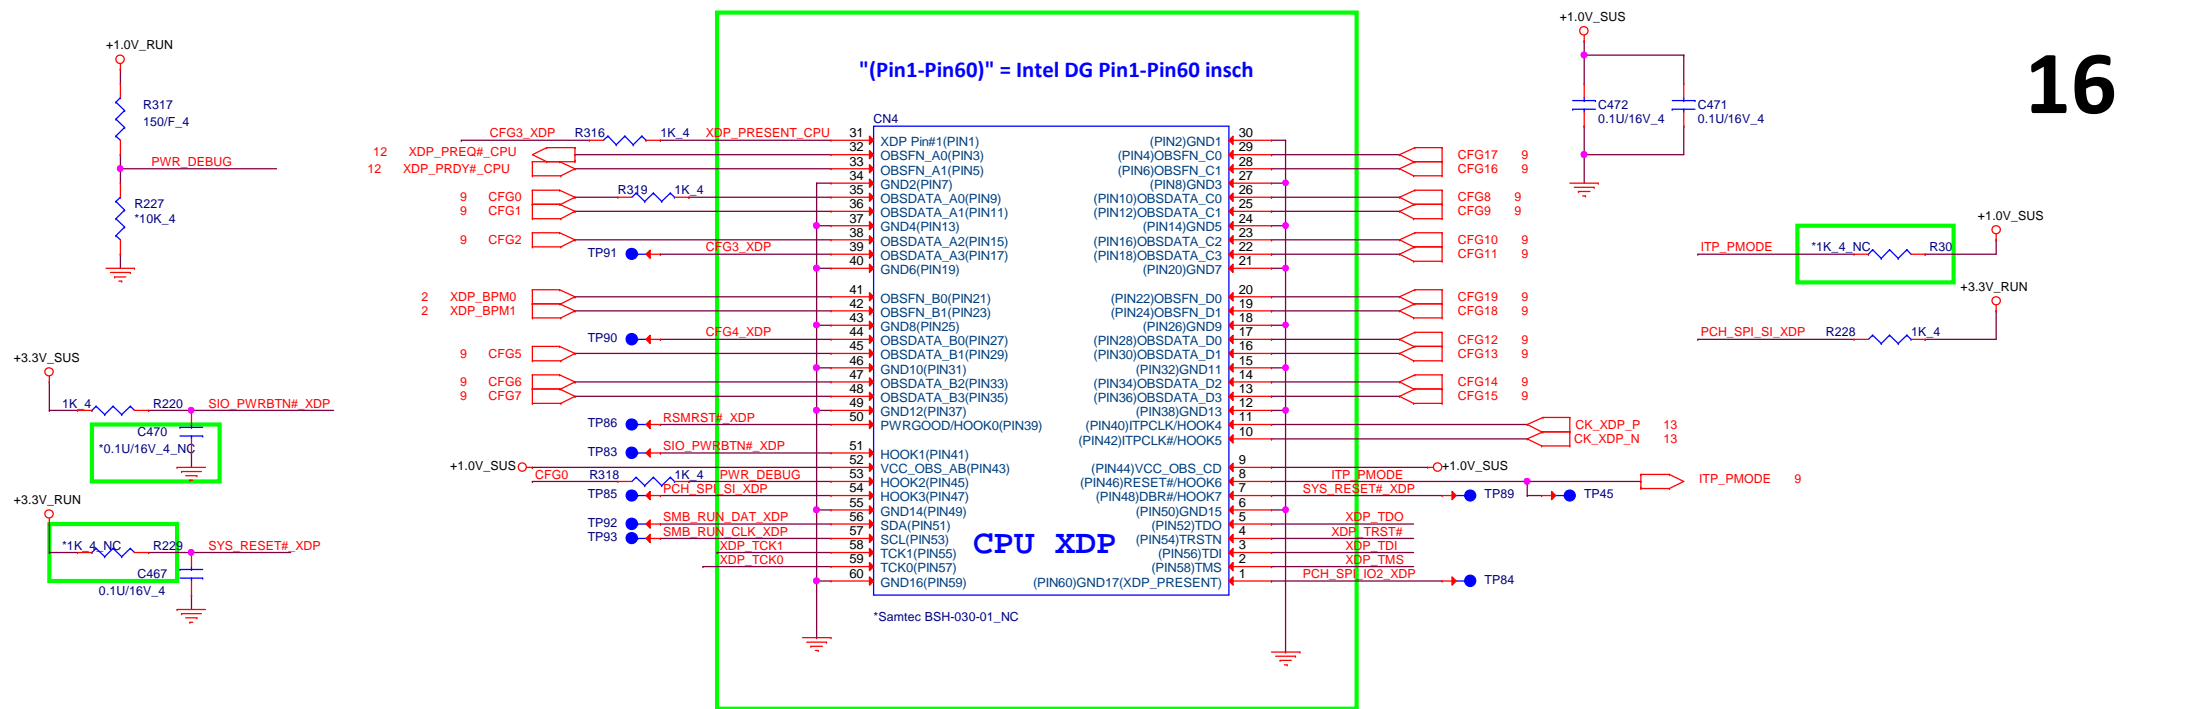 +1.0V_RUN
R317
150/F_4
PWR_DEBUG
R227
*10K_4
+3.3V_SUS
1K_4 R220 SIO_PWRBTN#_XDP
C470
*0.1U/16V_4_NC
+3.3V_RUN
*1K_4_NC R229 SYS_RESET#_XDP
C467
0.1U/16V_4
"(Pin1-Pin60)" = Intel DG Pin1-Pin60 insch
CN4
CFG3_XDP R316 1K_4 XDP_PRESENT_CPU 31 XDP Pin#1(PIN1)
12 XDP_PREQ#_CPU 32 OBSFN_A0(PIN3)
12 XDP_PRDY#_CPU 33 OBSFN_A1(PIN5)
34 GND2(PIN7)
9 CFG0 R319 1K_4 35 OBSDATA_A0(PIN9)
9 CFG1 36 OBSDATA_A1(PIN11)
37 GND4(PIN13)
9 CFG2 38 OBSDATA_A2(PIN15)
TP91 CFG3_XDP 39 OBSDATA_A3(PIN17)
40 GND6(PIN19)
2 XDP_BPM0 41 OBSFN_B0(PIN21)
2 XDP_BPM1 42 OBSFN_B1(PIN23)
43 GND8(PIN25)
TP90 CFG4_XDP 44 OBSDATA_B0(PIN27)
9 CFG5 45 OBSDATA_B1(PIN29)
46 GND10(PIN31)
9 CFG6 47 OBSDATA_B2(PIN33)
9 CFG7 48 OBSDATA_B3(PIN35)
49 GND12(PIN37)
TP86 RSMRST#_XDP 50 PWRGOOD/HOOK0(PIN39)
TP83 SIO_PWRBTN#_XDP 51 HOOK1(PIN41)
+1.0V_SUS 52 VCC_OBS_AB(PIN43)
CFG0 R318 1K_4 PWR_DEBUG 53 HOOK2(PIN45)
TP85 PCH_SPI_SI_XDP 54 HOOK3(PIN47)
55 GND14(PIN49)
TP92 SMB_RUN_DAT_XDP 56 SDA(PIN51)
TP93 SMB_RUN_CLK_XDP 57 SCL(PIN53)
XDP_TCK1 58 TCK1(PIN55)
XDP_TCK0 59 TCK0(PIN57)
60 GND16(PIN59)
CPU XDP
*Samtec BSH-030-01_NC
(PIN2)GND1 30
(PIN4)OBSFN_C0 29 CFG17 9
(PIN6)OBSFN_C1 28 CFG16 9
(PIN8)GND3 27
(PIN10)OBSDATA_C0 26 CFG8 9
(PIN12)OBSDATA_C1 25 CFG9 9
(PIN14)GND5 24
(PIN16)OBSDATA_C2 23 CFG10 9
(PIN18)OBSDATA_C3 22 CFG11 9
(PIN20)GND7 21
(PIN22)OBSFN_D0 20 CFG19 9
(PIN24)OBSFN_D1 19 CFG18 9
(PIN26)GND9 18
(PIN28)OBSDATA_D0 17 CFG12 9
(PIN30)OBSDATA_D1 16 CFG13 9
(PIN32)GND11 15
(PIN34)OBSDATA_D2 14 CFG14 9
(PIN36)OBSDATA_D3 13 CFG15 9
(PIN38)GND13 12
(PIN40)ITPCLK/HOOK4 11 CK_XDP_P 13
(PIN42)ITPCLK#/HOOK5 10 CK_XDP_N 13
(PIN44)VCC_OBS_CD 9 +1.0V_SUS
(PIN46)RESET#/HOOK6 8 ITP_PMODE ITP_PMODE 9
(PIN48)DBR#/HOOK7 7 SYS_RESET#_XDP TP89 TP45
(PIN50)GND15 6
(PIN52)TDO 5 XDP_TDO
(PIN54)TRSTN 4 XDP_TRST#
(PIN56)TDI 3 XDP_TDI
(PIN58)TMS 2 XDP_TMS
(PIN60)GND17(XDP_PRESENT) 1 PCH_SPI_IO2_XDP TP84
+1.0V_SUS
C472 C471
0.1U/16V_4 0.1U/16V_4
16
+1.0V_SUS
ITP_PMODE *1K_4_NC R30
+3.3V_RUN
PCH_SPI_SI_XDP R228 1K_4